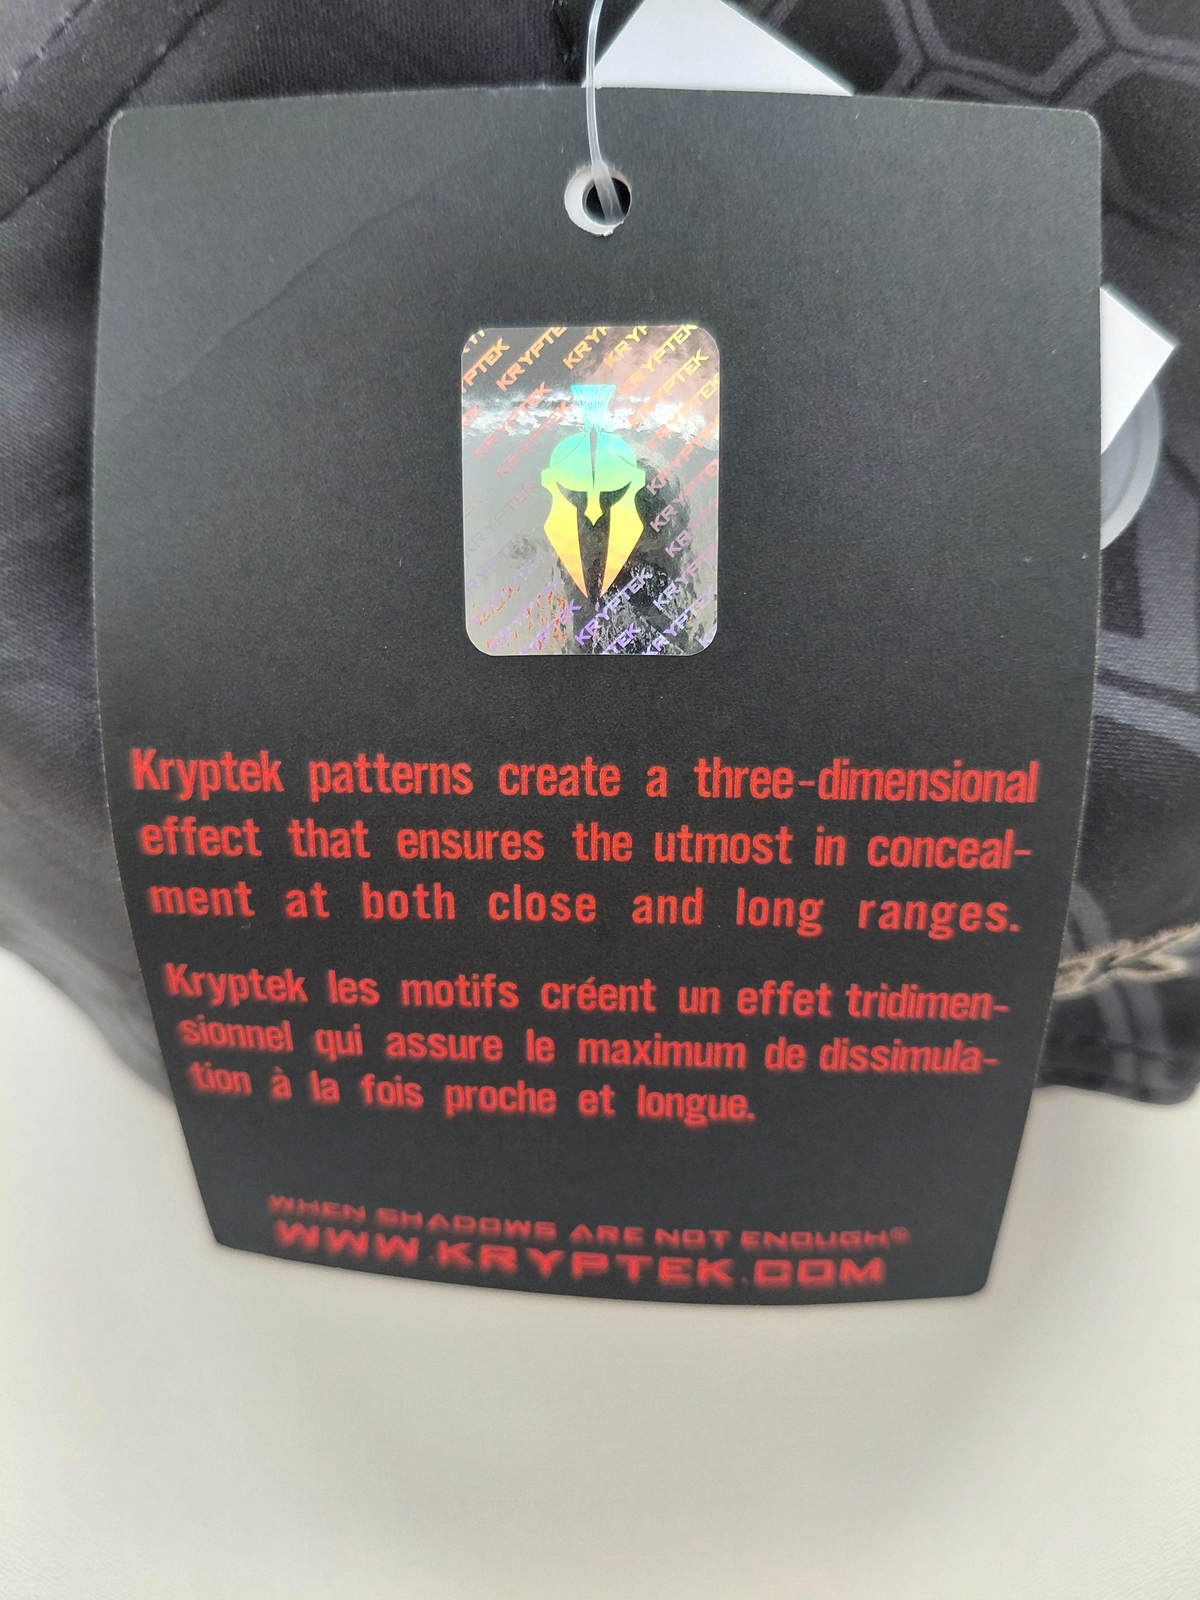 KRYPTEK
Kryptek patterns create a three-dimensional
effect that ensures the utmost in conceal-
ment at both close and long ranges.
Kryptek les motifs créent un effet tridimen-
sionnel qui assure le maximum de dissimula-
tion à la fois proche et longue.
WHEN SHADOWS ARE NOT ENOUGH®
WWW.KRYPTEK.COM